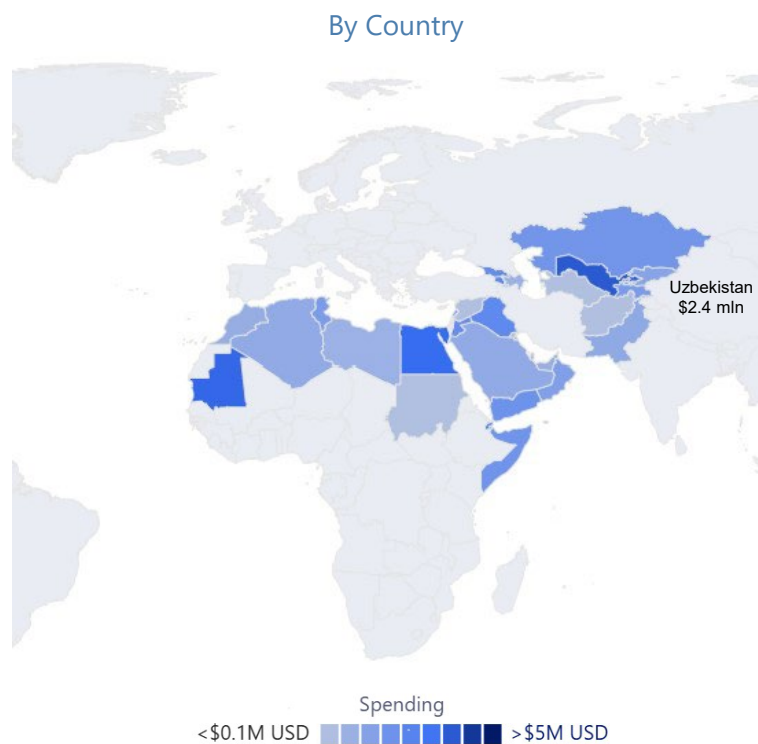 By Country
Uzbekistan
$2.4 mln
Spending
<$0.1M USD >$5M USD